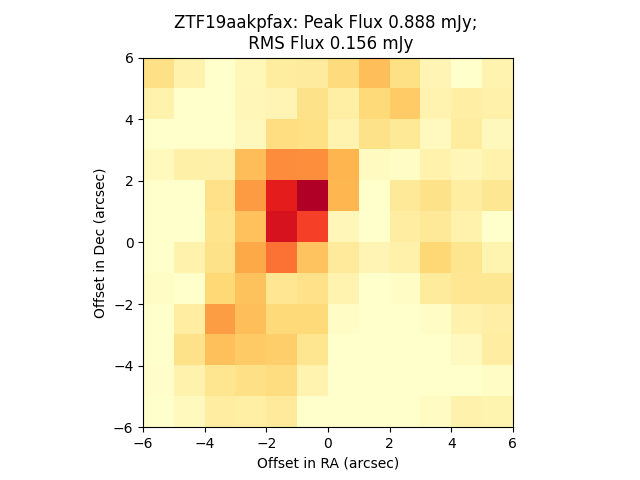 ZTF19aakpfax: Peak Flux 0.888 mJy;
RMS Flux 0.156 mJy
6
4
2
0
−2
−4
−6
Offset in Dec (arcsec)
−6 −4 −2 0 2 4 6
Offset in RA (arcsec)